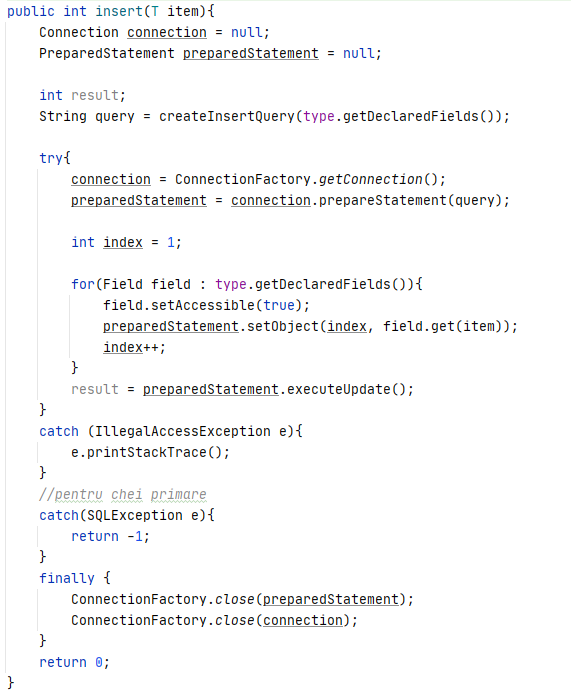 public int insert(T item){
    Connection connection = null;
    PreparedStatement preparedStatement = null;

    int result;
    String query = createInsertQuery(type.getDeclaredFields());

    try{
        connection = ConnectionFactory.getConnection();
        preparedStatement = connection.prepareStatement(query);

        int index = 1;

        for(Field field : type.getDeclaredFields()){
            field.setAccessible(true);
            preparedStatement.setObject(index, field.get(item));
            index++;
        }
        result = preparedStatement.executeUpdate();
    }
    catch (IllegalAccessException e){
        e.printStackTrace();
    }
    //pentru chei primare
    catch(SQLException e){
        return -1;
    }
    finally {
        ConnectionFactory.close(preparedStatement);
        ConnectionFactory.close(connection);
    }
    return 0;
}